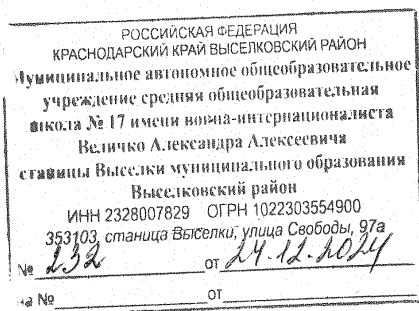 РОССИЙСКАЯ ФЕДЕРАЦИЯ
КРАСНОДАРСКИЙ КРАЙ ВЫСЕЛКОВСКИЙ РАЙОН
Муниципальное автономное общеобразовательное
учреждение средняя общеобразовательная
школа № 17 имени воина-интернационалиста
Величко Александра Алексеевича
станицы Выселки муниципального образования
Выселковский район
ИНН 2328007829 ОГРН 1022303554900
353103, станица Выселки, улица Свободы, 97а
№ 232 от 24.12.2024
на № от